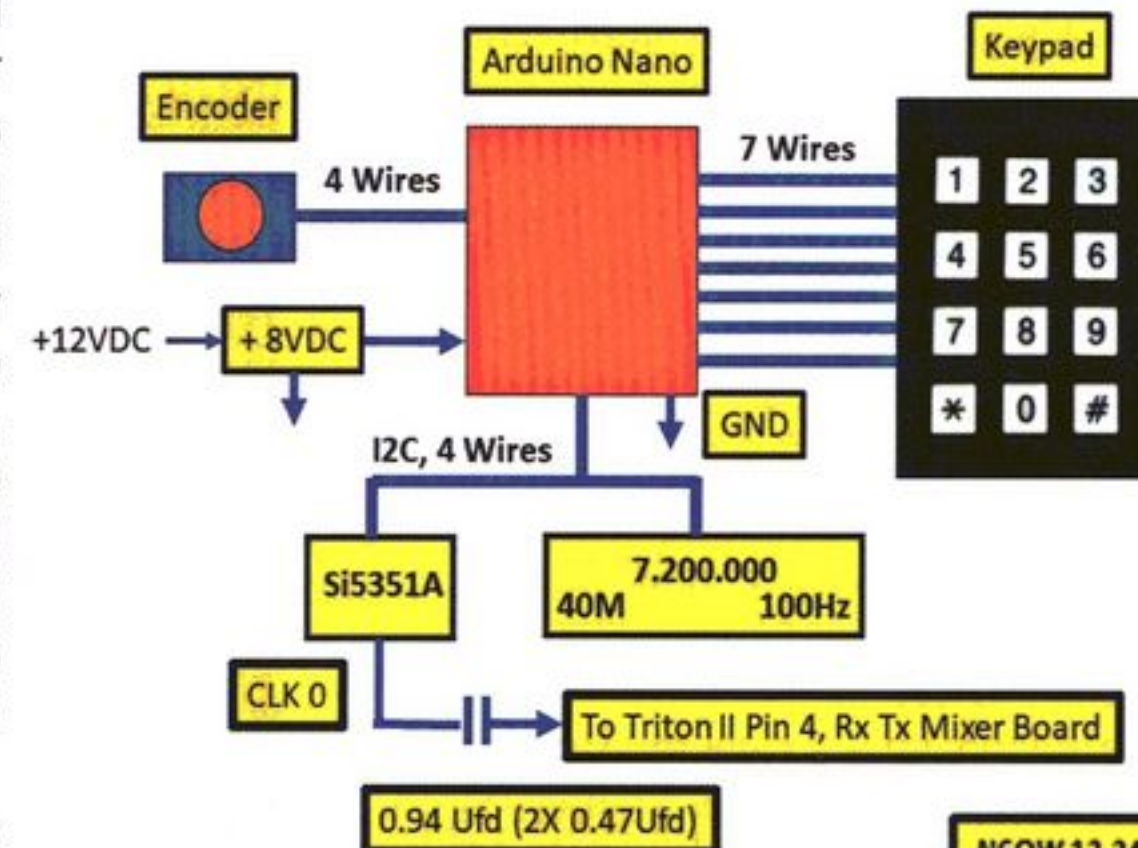 Arduino Nano
Keypad
Encoder
4 Wires
7 Wires
1 2 3
4 5 6
7 8 9
* 0 #
+12VDC
+ 8VDC
GND
I2C, 4 Wires
Si5351A
7.200.000
40M 100Hz
CLK 0
To Triton II Pin 4, Rx Tx Mixer Board
0.94 Ufd (2X 0.47Ufd)